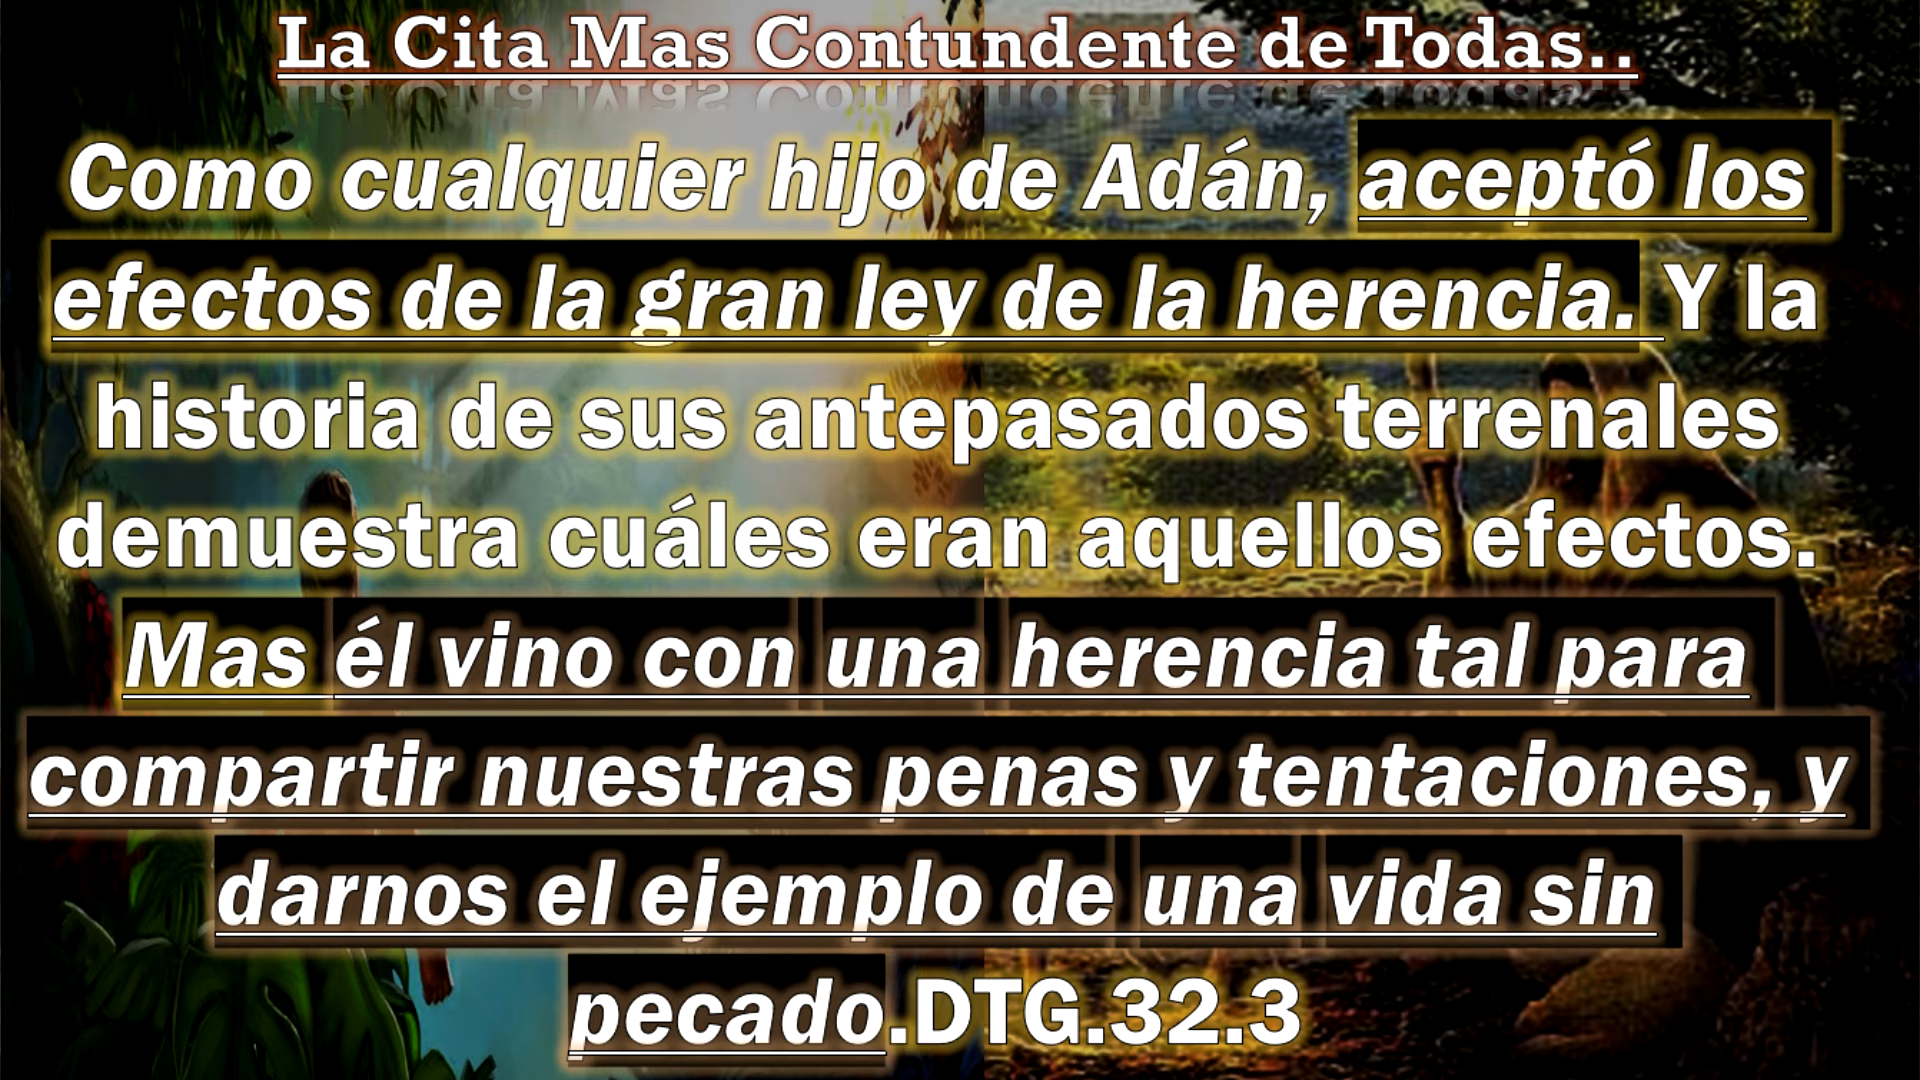 La Cita Mas Contundente de Todas..
Como cualquier hijo de Adán, aceptó los
efectos de la gran ley de la herencia. Y la
historia de sus antepasados terrenales
demuestra cuáles eran aquellos efectos.
Mas él vino con una herencia tal para
compartir nuestras penas y tentaciones, y
darnos el ejemplo de una vida sin
pecado.DTG.32.3